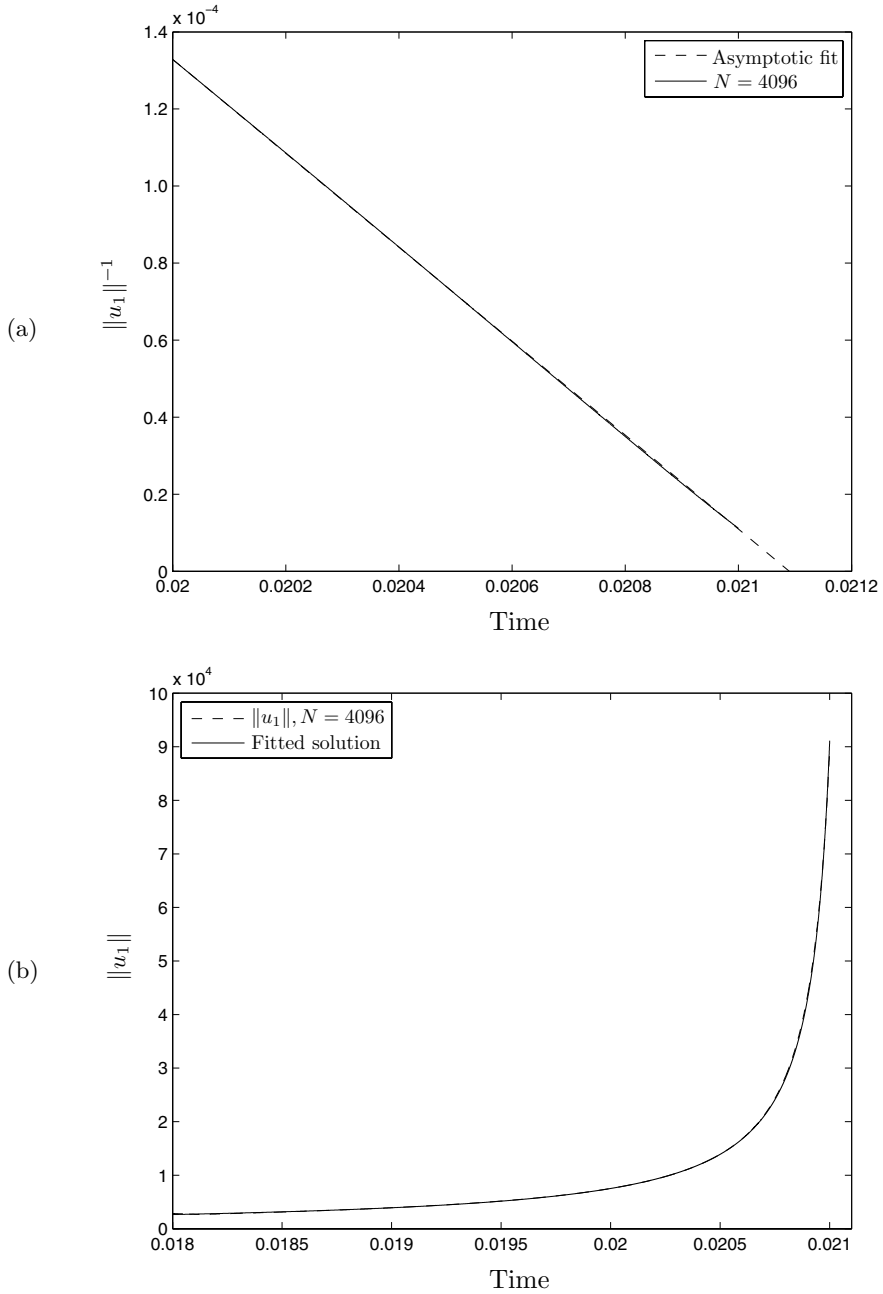 x 10⁻⁴
1.4
1.2
1.0
0.8
0.6
0.4
0.2
0
‖u₁‖⁻¹
(a)
Asymptotic fit
N = 4096
0.02
0.0202
0.0204
0.0206
0.0208
0.021
0.0212
Time
x 10⁴
10
9
8
7
6
5
4
3
2
1
0
‖u₁‖
(b)
‖u₁‖, N = 4096
Fitted solution
0.018
0.0185
0.019
0.0195
0.02
0.0205
0.021
Time